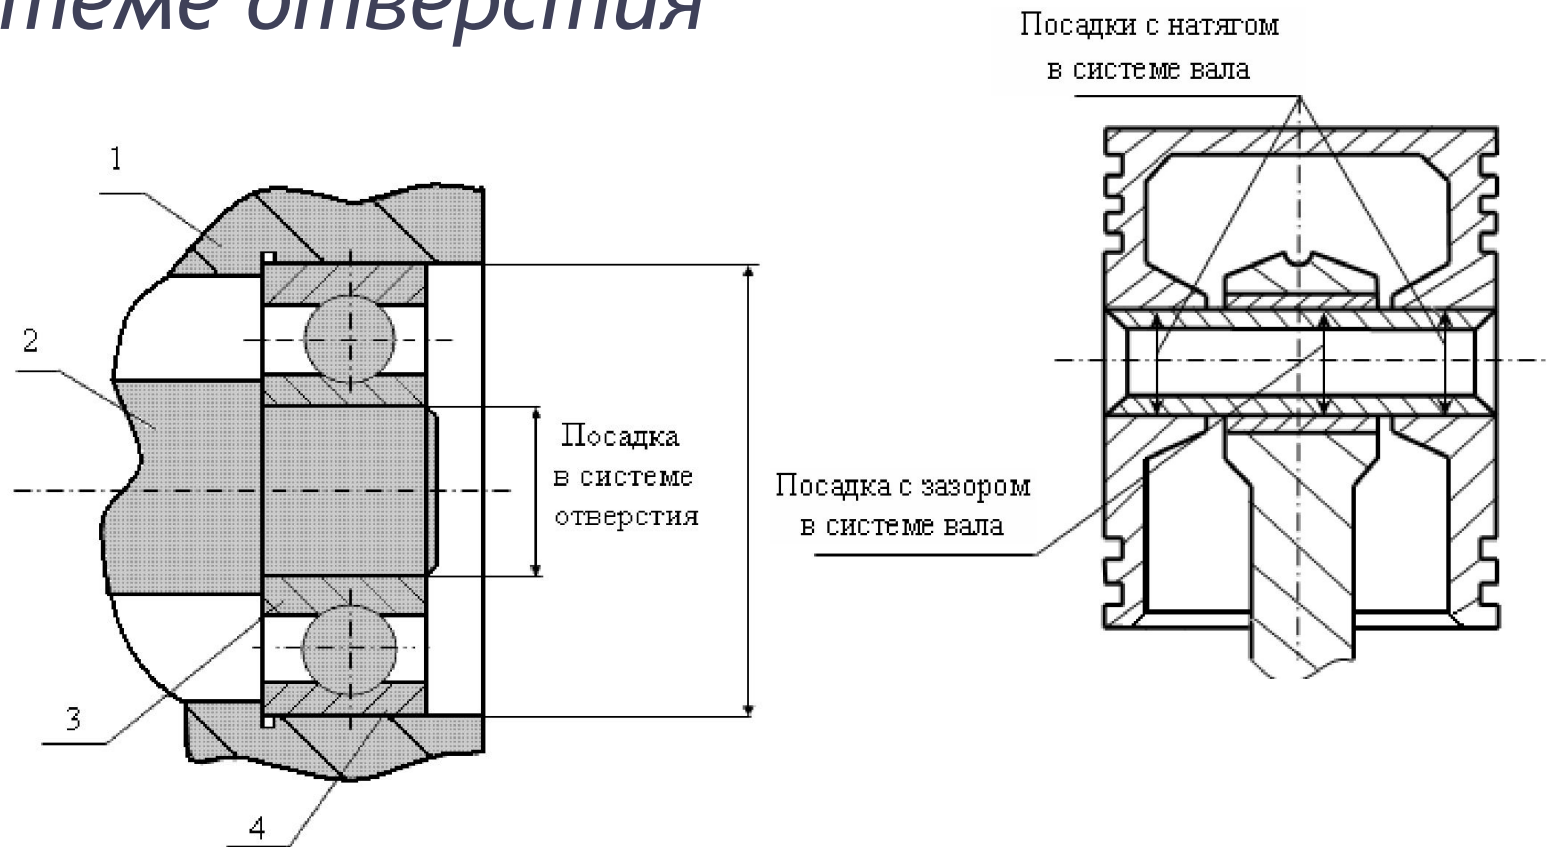 теме отверстия
Посадки с натягом
в системе вала
1
2
Посадка
в системе
отверстия
Посадка с зазором
в системе вала
3
4